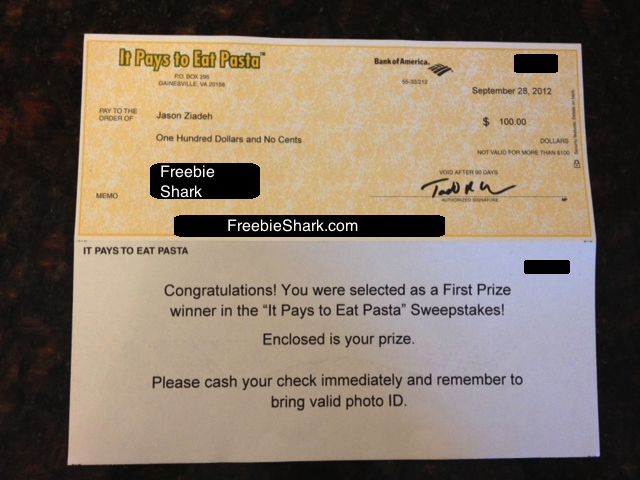 It Pays to Eat Pasta™
P.O. BOX 295
GAINESVILLE, VA 20156
Bank of America.
September 28, 2012
PAY TO THE
ORDER OF
Jason Ziadeh
$ 100.00
One Hundred Dollars and No Cents
DOLLARS
NOT VALID FOR MORE THAN $100
Freebie
Shark
VOID AFTER 90 DAYS
MEMO
AUTHORIZED SIGNATURE
MP
FreebieShark.com
IT PAYS TO EAT PASTA
Congratulations! You were selected as a First Prize
winner in the “It Pays to Eat Pasta” Sweepstakes!
Enclosed is your prize.
Please cash your check immediately and remember to
bring valid photo ID.